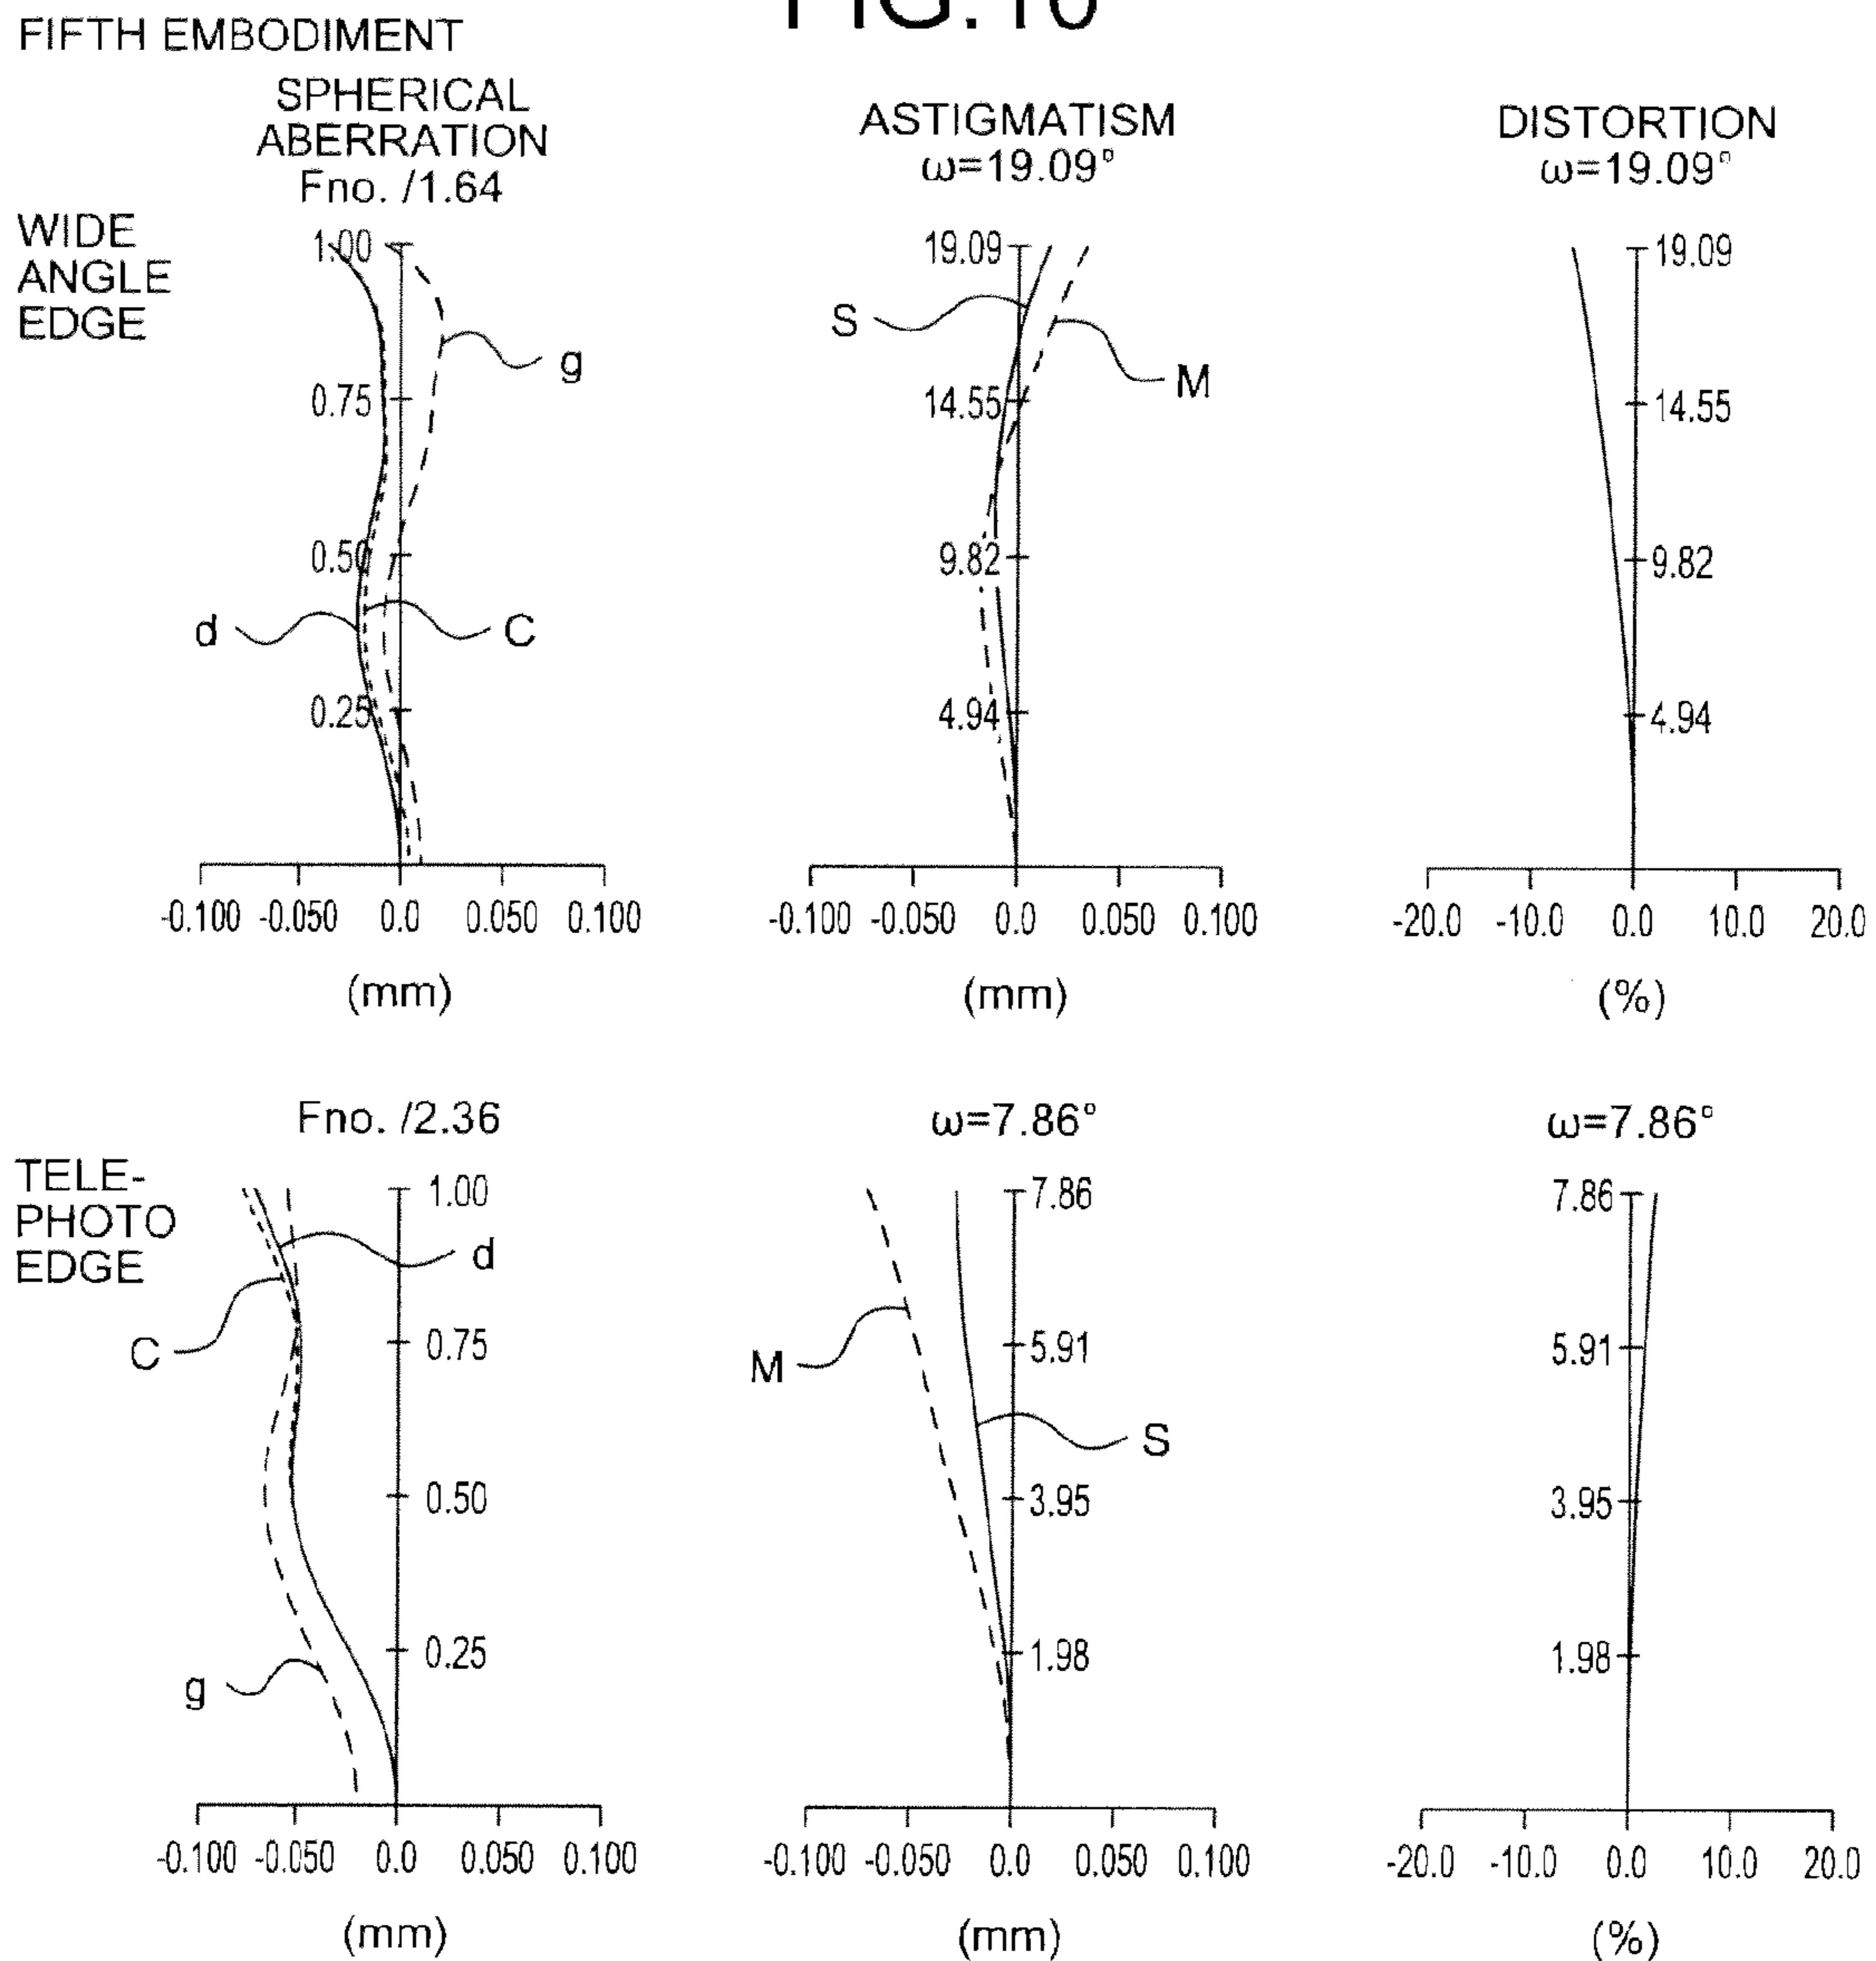 FIG.10
FIFTH EMBODIMENT
SPHERICAL
ABERRATION
Fno. /1.64
ASTIGMATISM
ω=19.09°
DISTORTION
ω=19.09°
WIDE
ANGLE
EDGE
1.00
0.75
0.50
0.25
g
d
C
-0.100 -0.050 0.0 0.050 0.100
(mm)
19.09
14.55
9.82
4.94
S
M
-0.100 -0.050 0.0 0.050 0.100
(mm)
19.09
14.55
9.82
4.94
-20.0 -10.0 0.0 10.0 20.0
(%)
TELE-
PHOTO
EDGE
Fno. /2.36
1.00
0.75
0.50
0.25
d
C
g
-0.100 -0.050 0.0 0.050 0.100
(mm)
ω=7.86°
7.86
5.91
3.95
1.98
M
S
-0.100 -0.050 0.0 0.050 0.100
(mm)
ω=7.86°
7.86
5.91
3.95
1.98
-20.0 -10.0 0.0 10.0 20.0
(%)